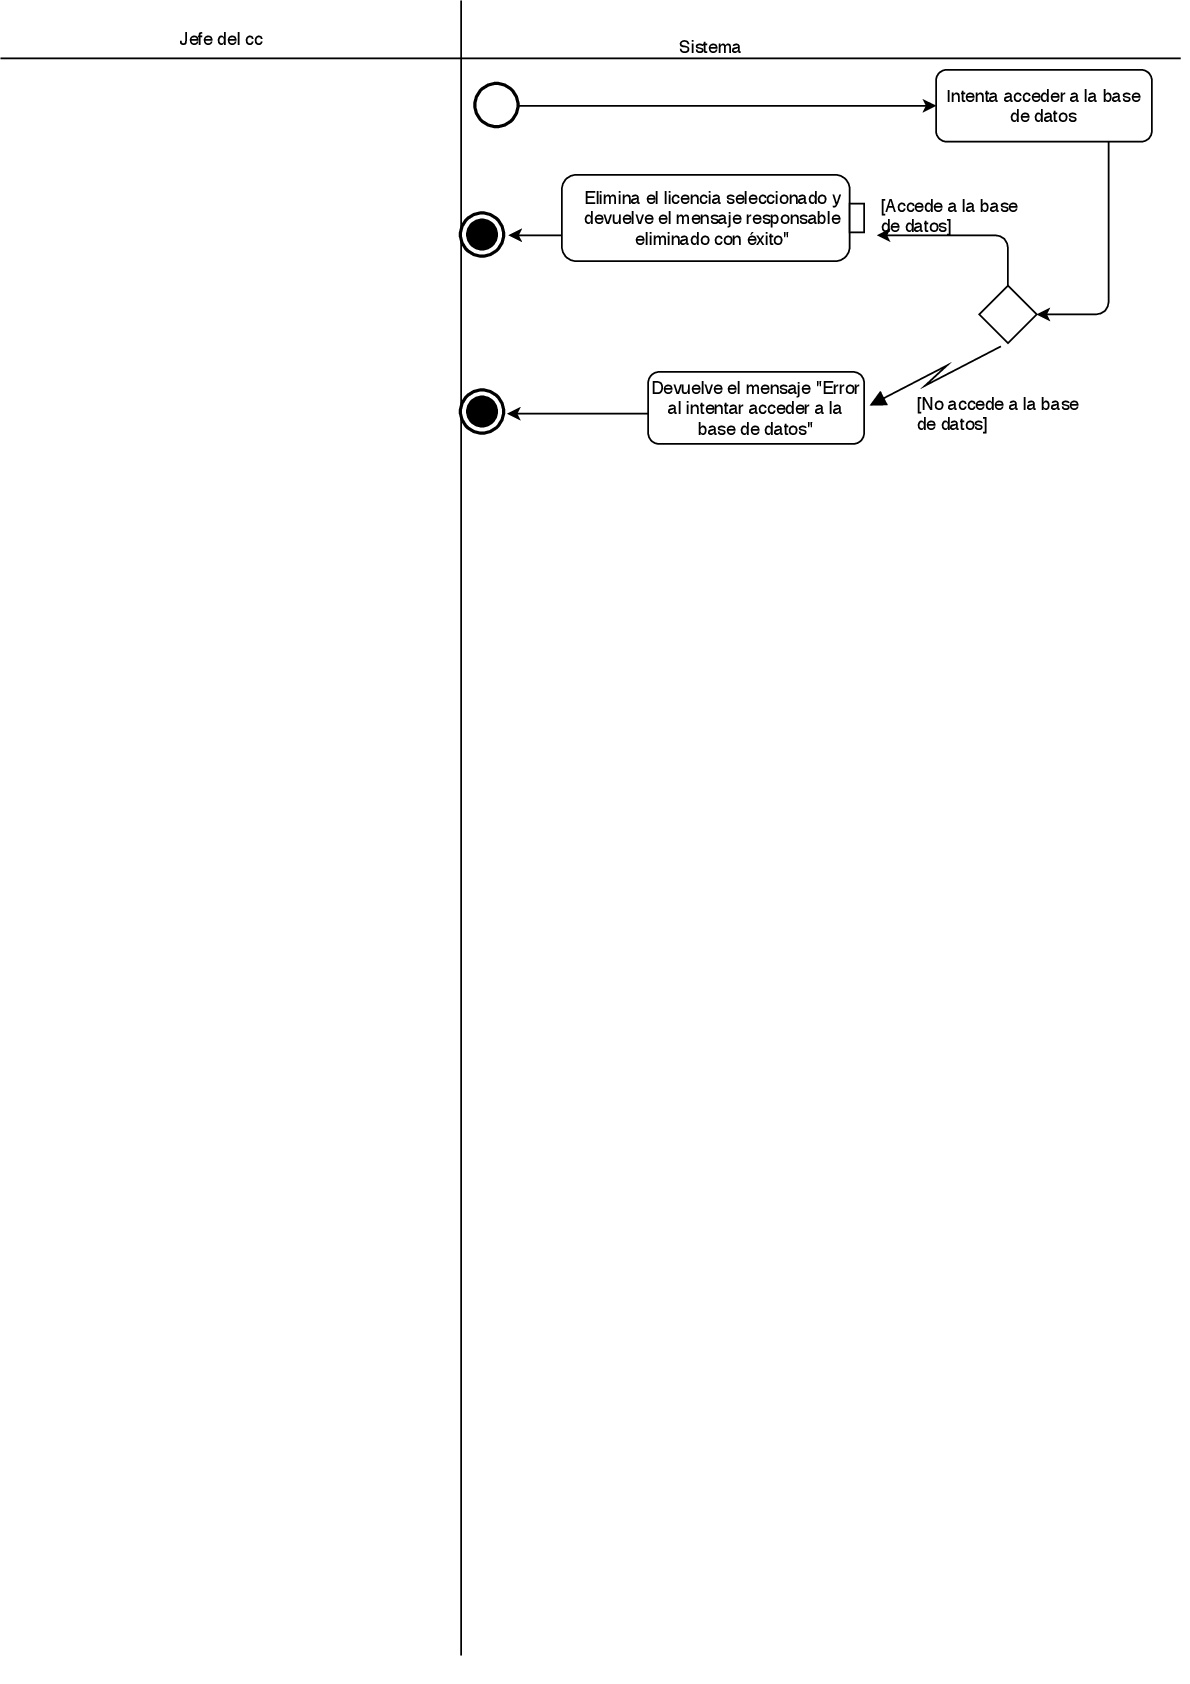 Jefe del cc
Sistema
Intenta acceder a la base
de datos
Elimina el licencia seleccionado y
devuelve el mensaje responsable
eliminado con éxito"
[Accede a la base
de datos]
Devuelve el mensaje "Error
al intentar acceder a la
base de datos"
[No accede a la base
de datos]